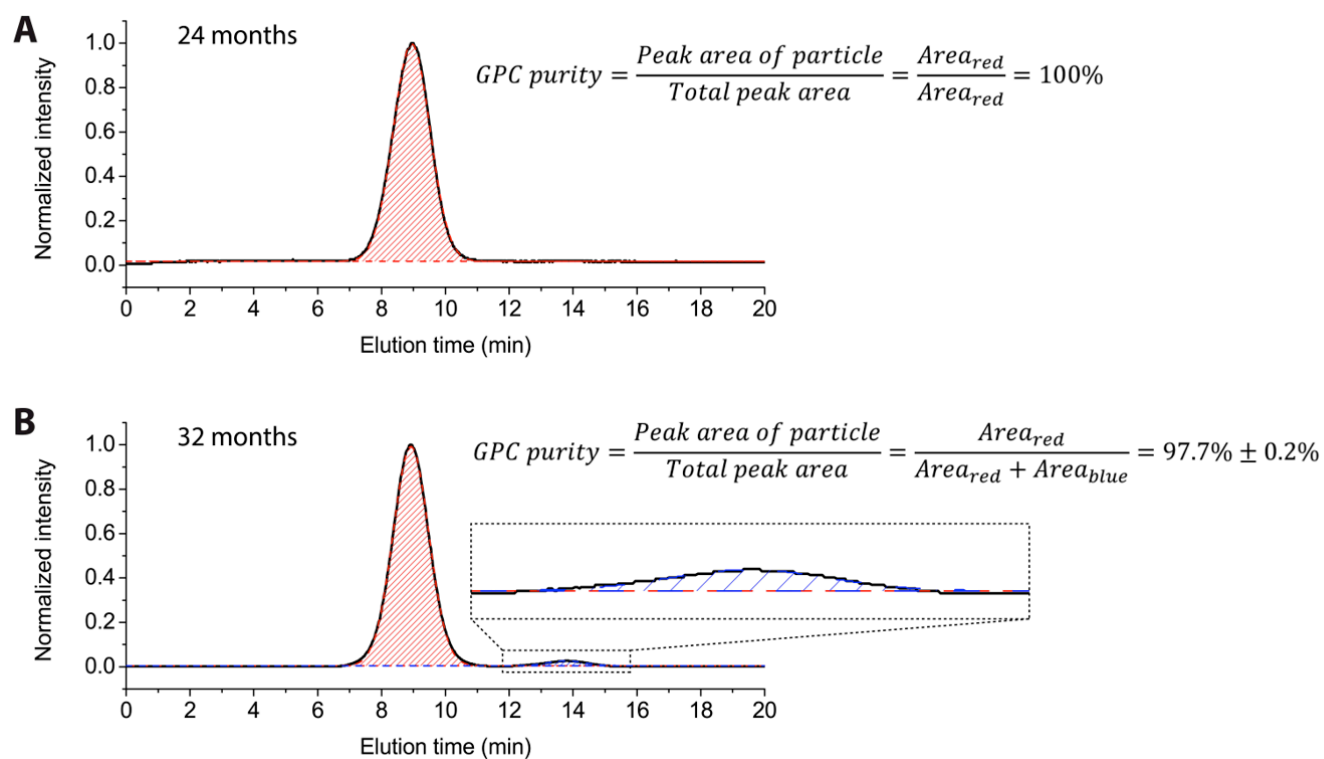 A
24 months
GPC purity = Peak area of particle / Total peak area = Area_red / Area_red = 100%
Normalized intensity
1.0
0.8
0.6
0.4
0.2
0.0
0 2 4 6 8 10 12 14 16 18 20
Elution time (min)
B
32 months
GPC purity = Peak area of particle / Total peak area = Area_red / Area_red + Area_blue = 97.7% ± 0.2%
Normalized intensity
1.0
0.8
0.6
0.4
0.2
0.0
0 2 4 6 8 10 12 14 16 18 20
Elution time (min)